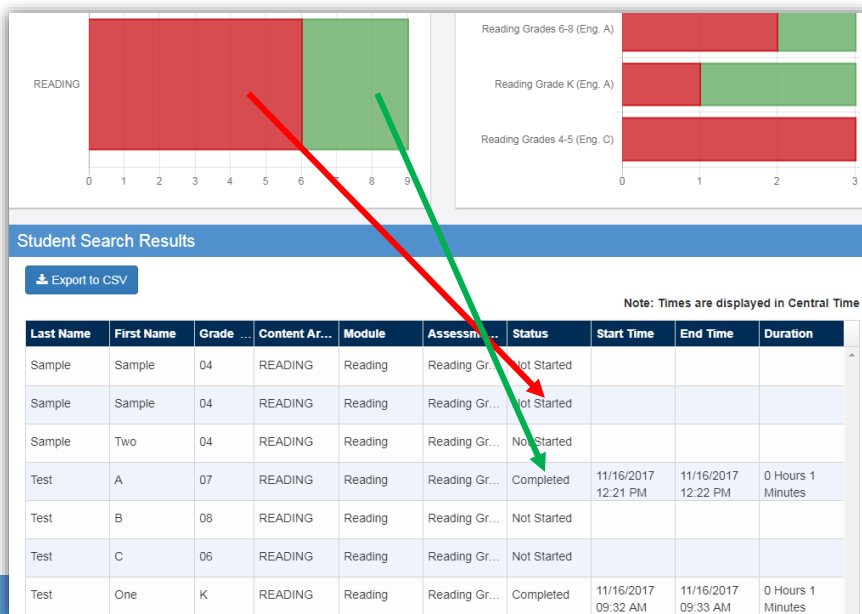 READING
0 1 2 3 4 5 6 7 8 9
Reading Grades 6-8 (Eng. A)
Reading Grade K (Eng. A)
Reading Grades 4-5 (Eng. C)
0 1 2 3
Student Search Results
Export to CSV
Note: Times are displayed in Central Time
Last Name First Name Grade ... Content Ar... Module Assessm... Status Start Time End Time Duration
Sample Sample 04 READING Reading Reading Gr... Not Started
Sample Sample 04 READING Reading Reading Gr... Not Started
Sample Two 04 READING Reading Reading Gr... Not Started
Test A 07 READING Reading Reading Gr... Completed 11/16/2017 11/16/2017 0 Hours 1
12:21 PM 12:22 PM Minutes
Test B 08 READING Reading Reading Gr... Not Started
Test C 06 READING Reading Reading Gr... Not Started
Test One K READING Reading Reading Gr... Completed 11/16/2017 11/16/2017 0 Hours 1
09:32 AM 09:33 AM Minutes